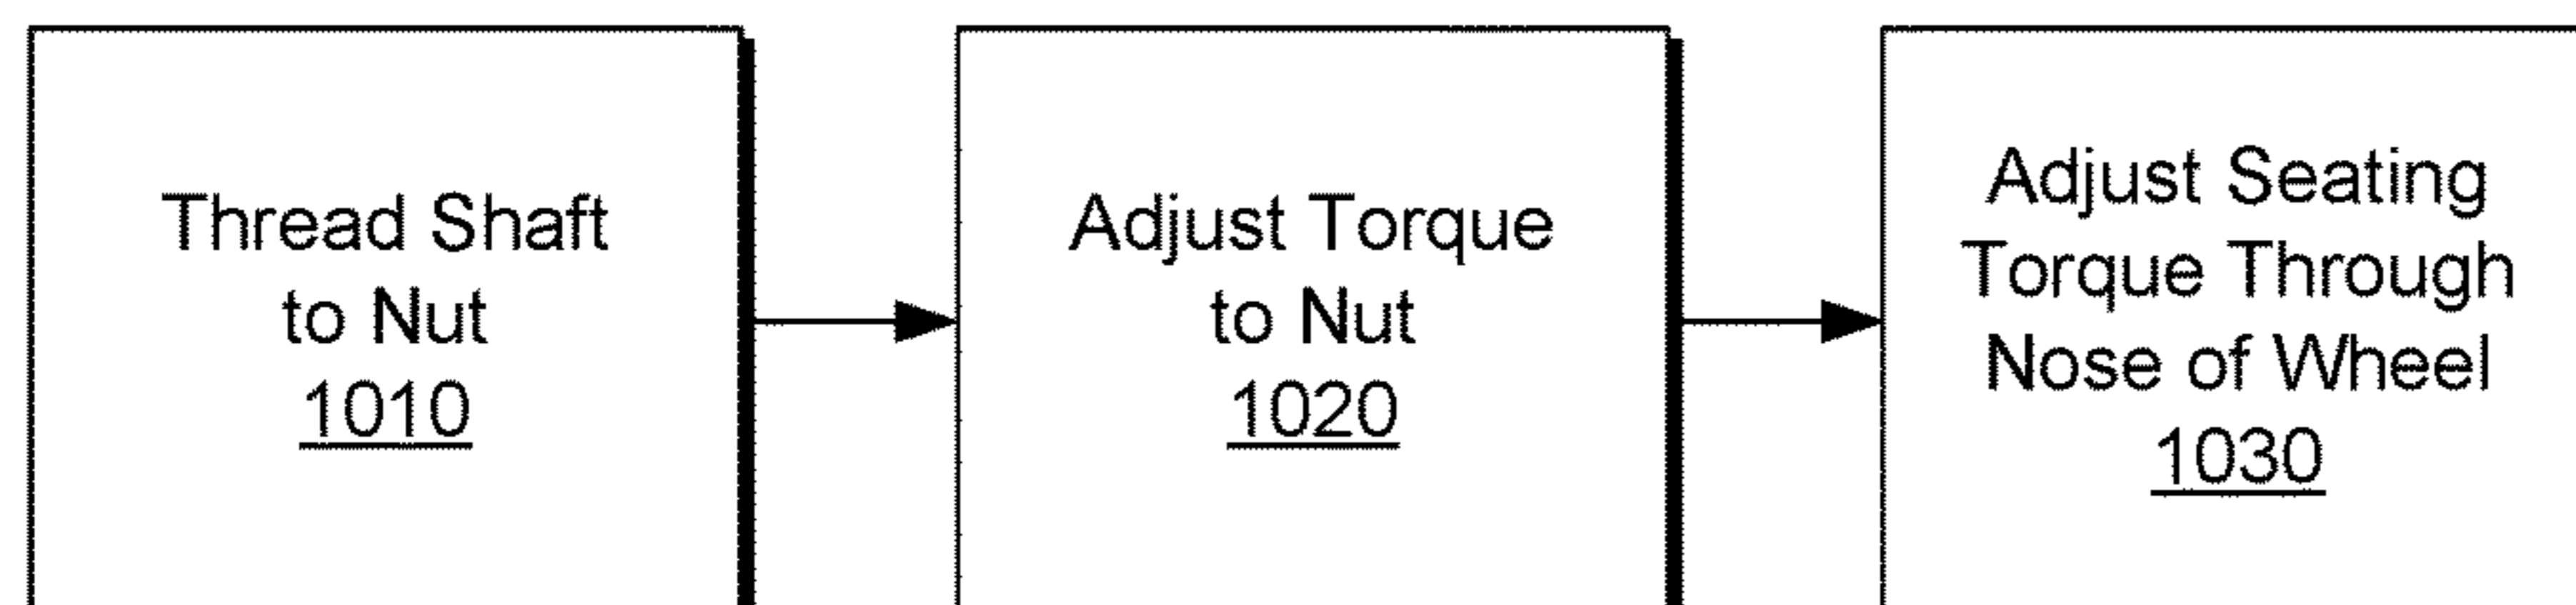 Thread Shaft
to Nut
1010
Adjust Torque
to Nut
1020
Adjust Seating
Torque Through
Nose of Wheel
1030